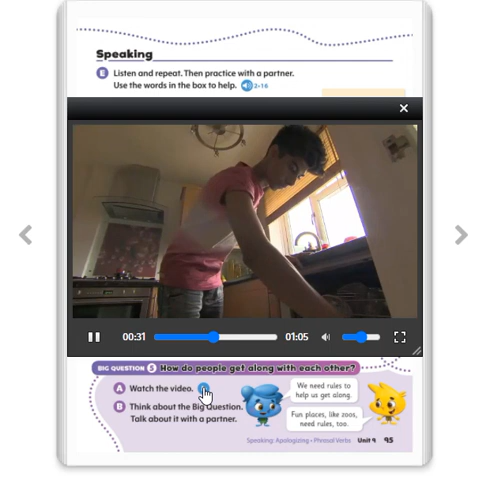 Speaking
E Listen and repeat. Then practice with a partner.
Use the words in the box to help. 2•16
×
00:31
01:05
BIG QUESTION 5 How do people get along with each other?
A Watch the video.
B Think about the Big Question.
Talk about it with a partner.
We need rules to
help us get along.
Fun places, like zoos,
need rules, too.
Speaking: Apologizing • Phrasal Verbs Unit 9 95